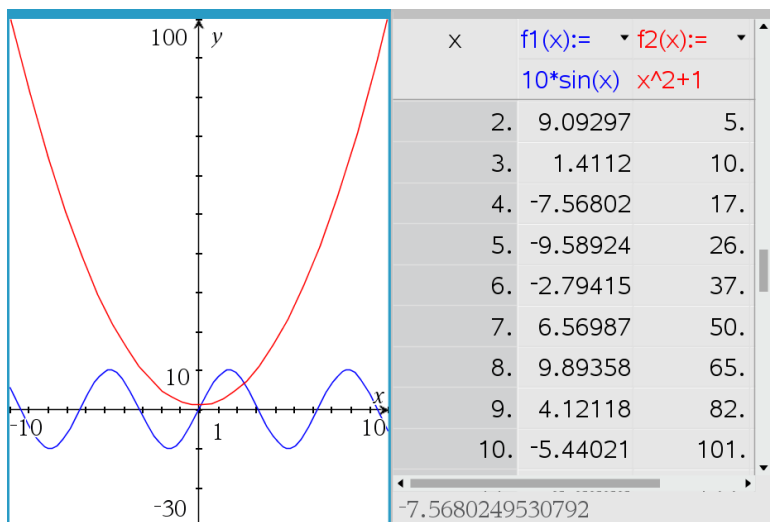 100 y
10
x
-10 1 10
-30
x f1(x):= f2(x):=
10*sin(x) x^2+1
2. 9.09297 5.
3. 1.4112 10.
4. -7.56802 17.
5. -9.58924 26.
6. -2.79415 37.
7. 6.56987 50.
8. 9.89358 65.
9. 4.12118 82.
10. -5.44021 101.
-7.5680249530792